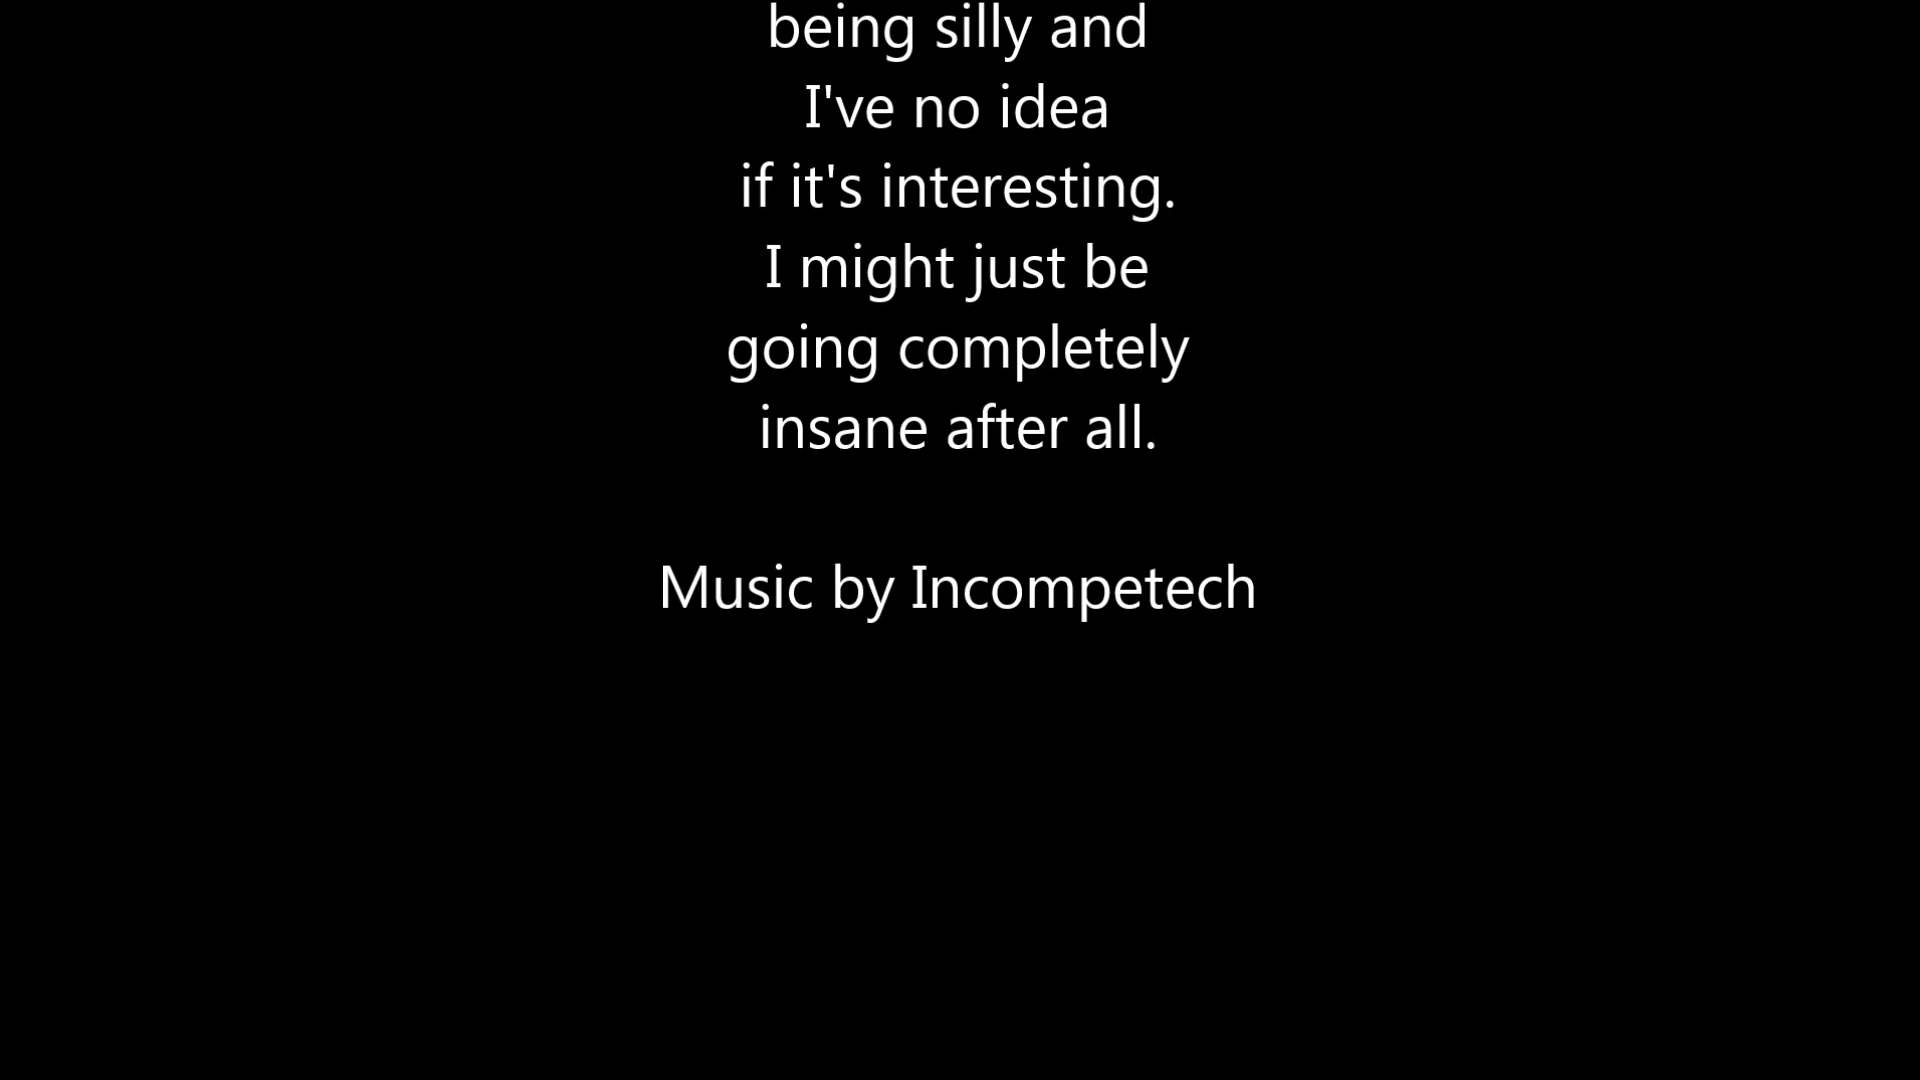 being silly and
I've no idea
if it's interesting.
I might just be
going completely
insane after all.
Music by Incompetech